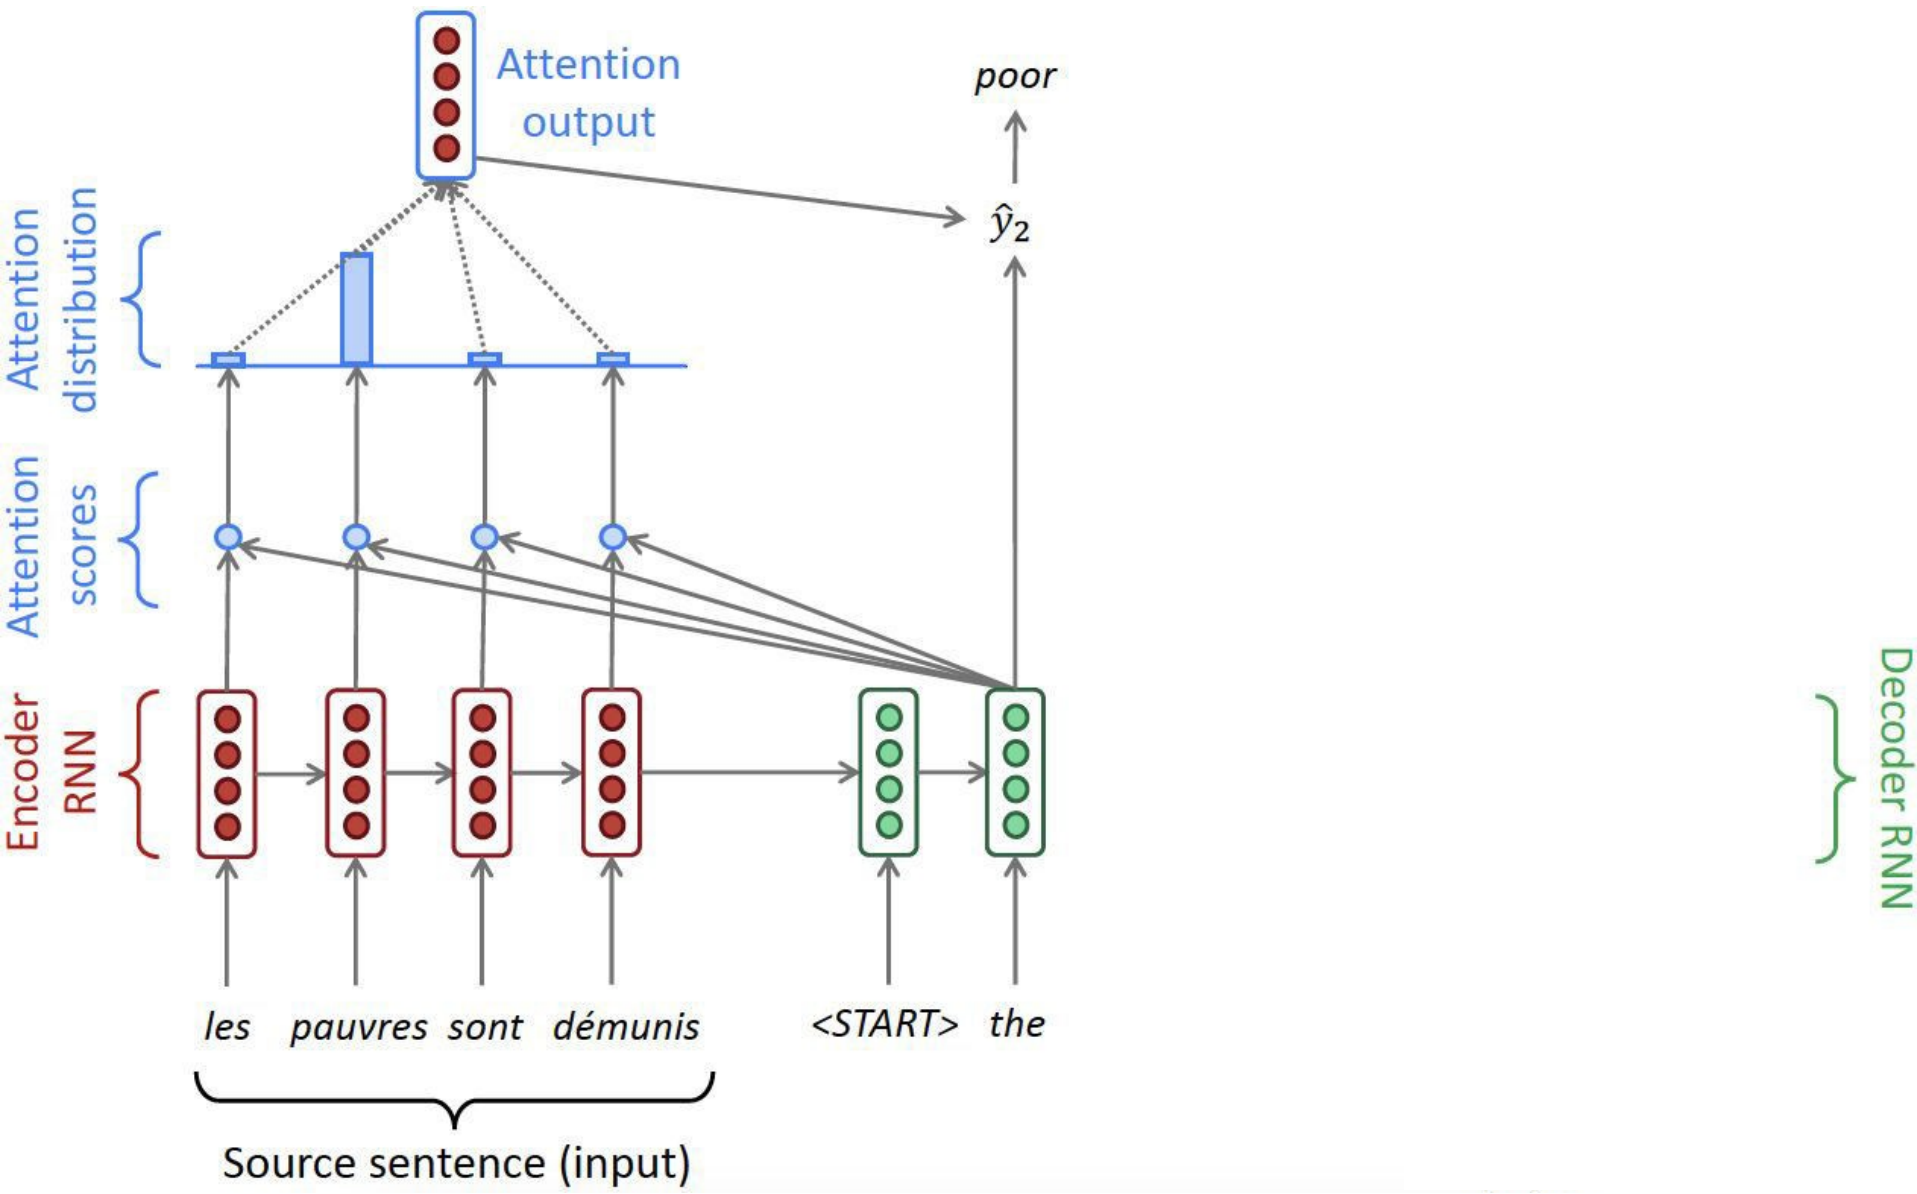 Attention
output
poor
ŷ₂
Attention
distribution
Attention
scores
Encoder
RNN
Decoder RNN
les pauvres sont démunis <START> the
Source sentence (input)